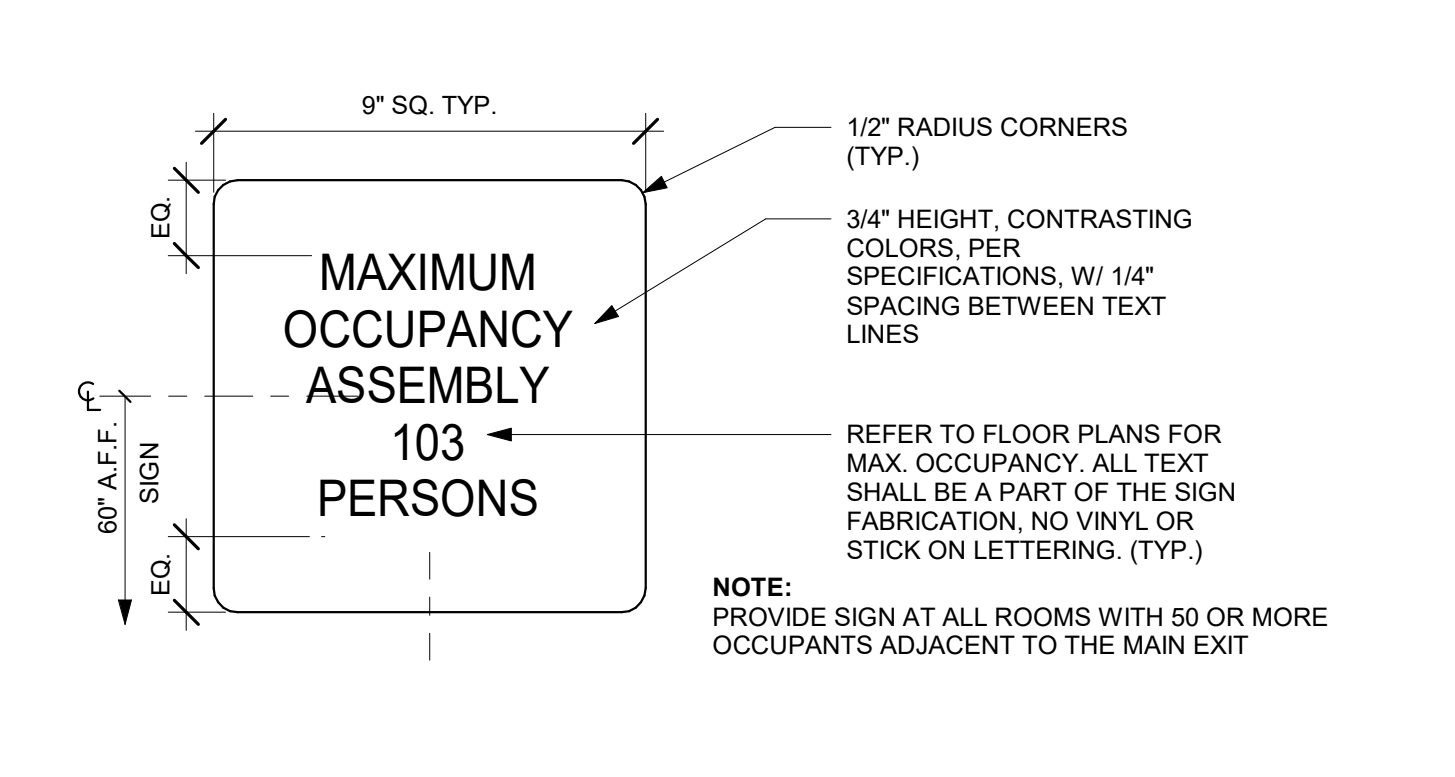 9" SQ. TYP.
1/2" RADIUS CORNERS
(TYP.)
EQ.
3/4" HEIGHT, CONTRASTING
COLORS, PER
SPECIFICATIONS, W/ 1/4"
SPACING BETWEEN TEXT
LINES
MAXIMUM
OCCUPANCY
ASSEMBLY
103
PERSONS
CL
60" A.F.F.
SIGN
EQ.
REFER TO FLOOR PLANS FOR
MAX. OCCUPANCY. ALL TEXT
SHALL BE A PART OF THE SIGN
FABRICATION, NO VINYL OR
STICK ON LETTERING. (TYP.)
NOTE:
PROVIDE SIGN AT ALL ROOMS WITH 50 OR MORE
OCCUPANTS ADJACENT TO THE MAIN EXIT